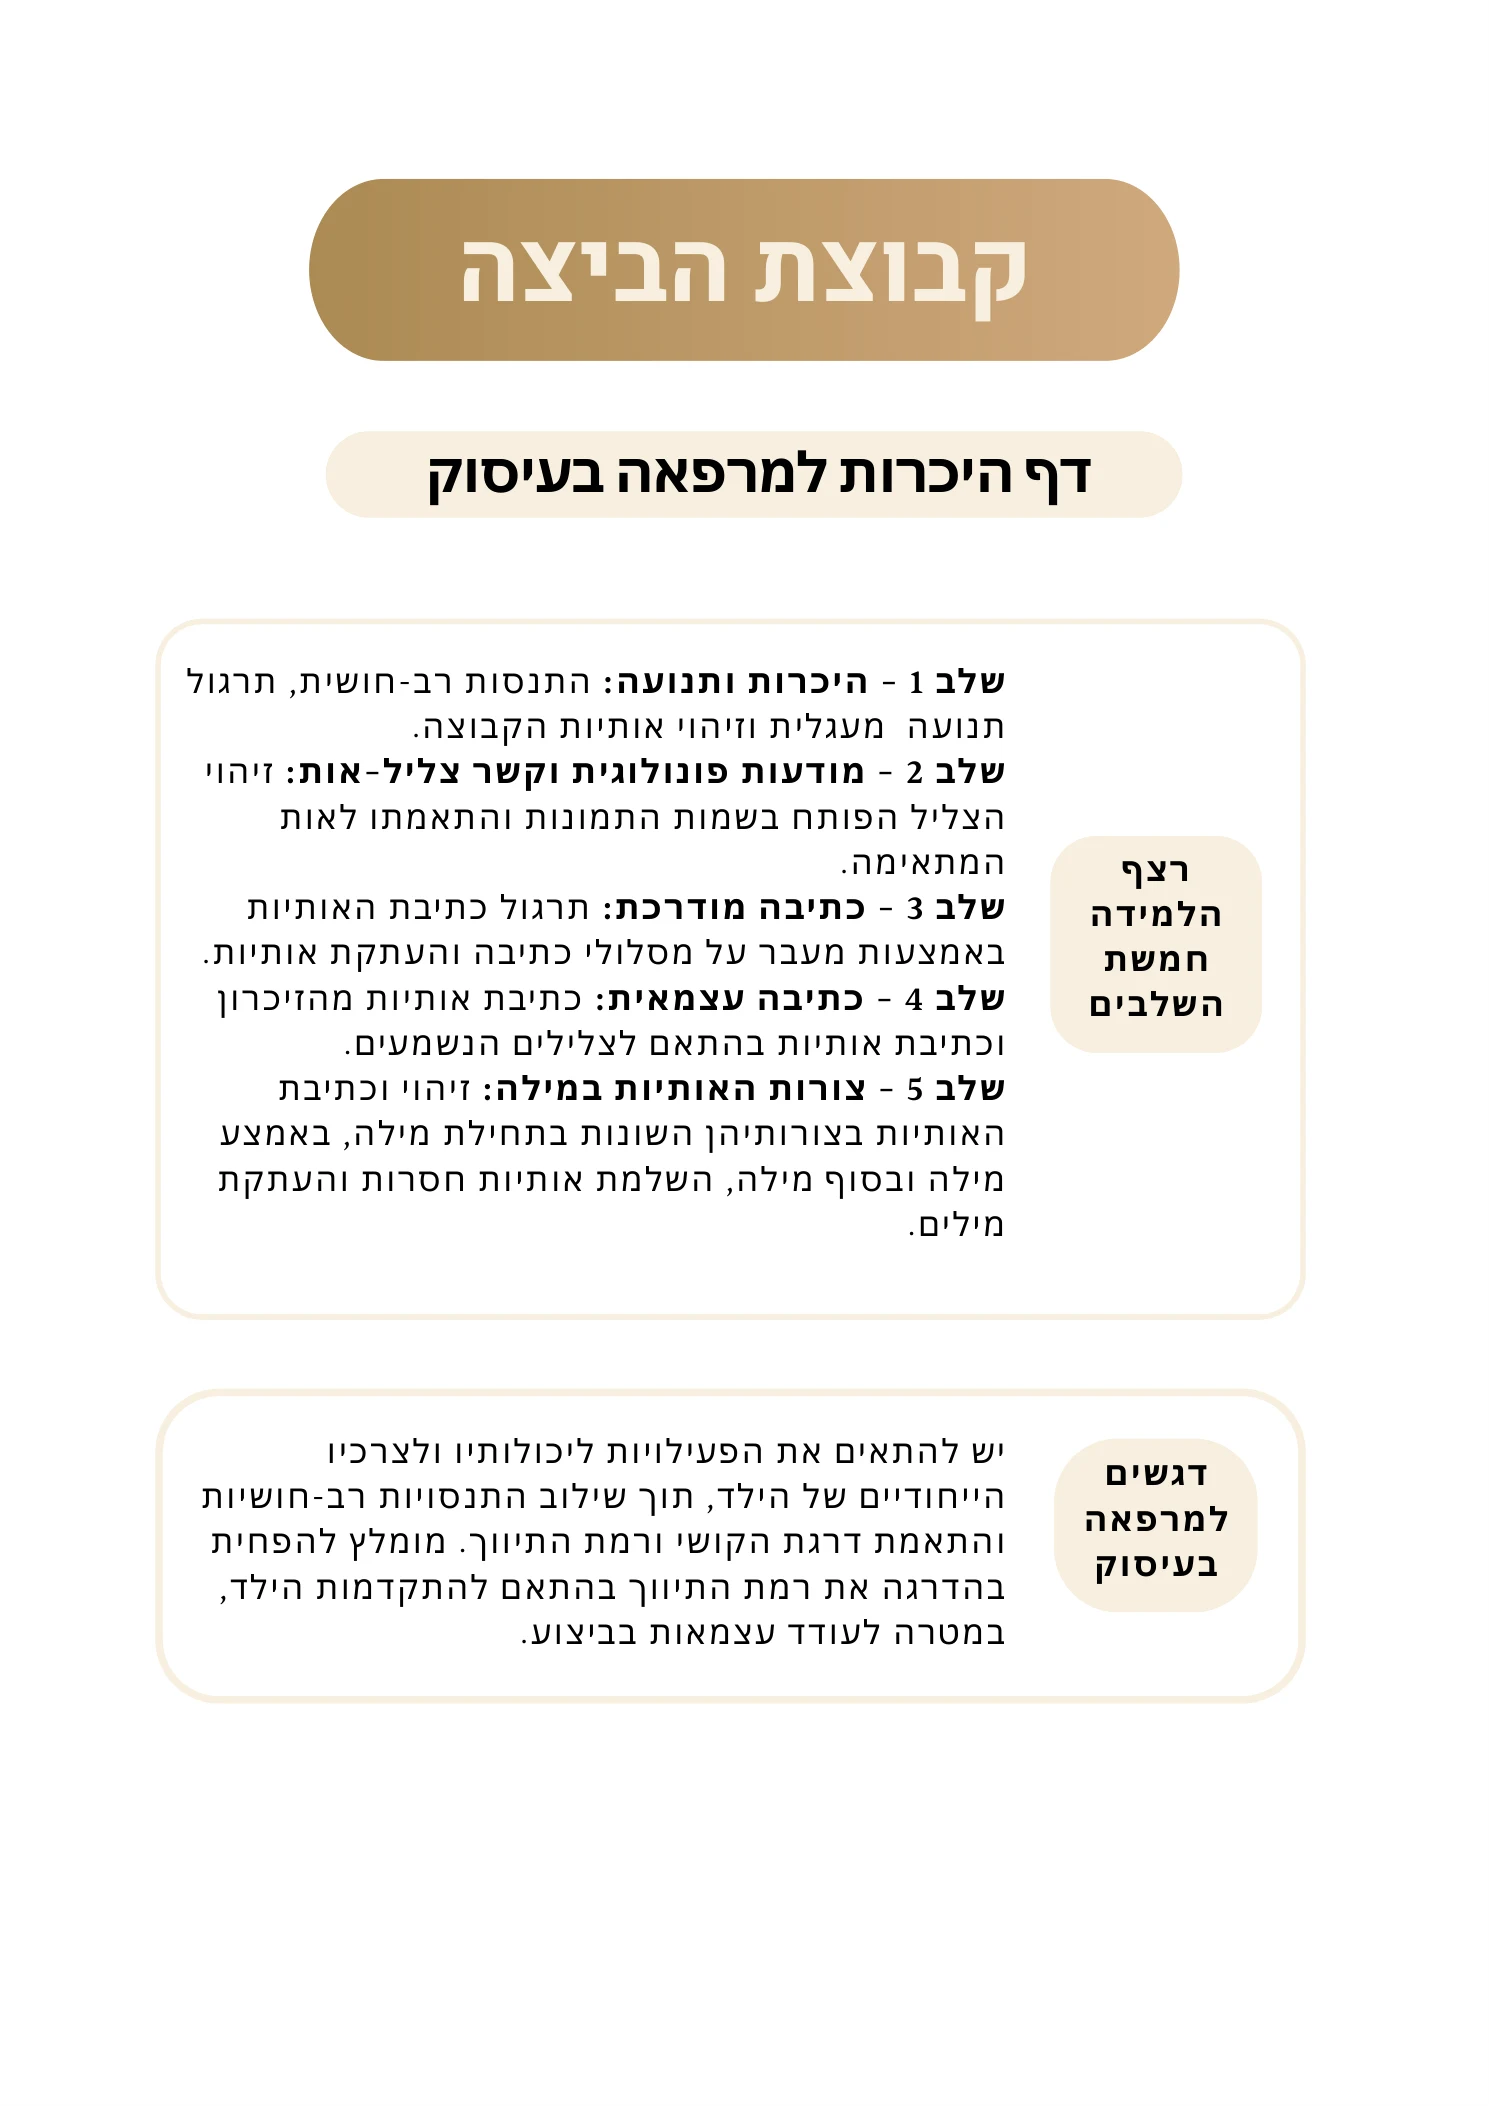 קבוצת הביצה
דף היכרות למרפאה בעיסוק
רצף
הלמידה
חמשת
השלבים
שלב 1 - היכרות ותנועה: התנסות רב-חושית, תרגול
תנועה מעגלית וזיהוי אותיות הקבוצה.
שלב 2 - מודעות פונולוגית וקשר צליל-אות: זיהוי
הצליל הפותח בשמות התמונות והתאמתו לאות
המתאימה.
שלב 3 - כתיבה מודרכת: תרגול כתיבת האותיות
באמצעות מעבר על מסלולי כתיבה והעתקת אותיות.
שלב 4 - כתיבה עצמאית: כתיבת אותיות מהזיכרון
וכתיבת אותיות בהתאם לצלילים הנשמעים.
שלב 5 - צורות האותיות במילה: זיהוי וכתיבת
האותיות בצורותיהן השונות בתחילת מילה, באמצע
מילה ובסוף מילה, השלמת אותיות חסרות והעתקת
מילים.
דגשים
למרפאה
בעיסוק
יש להתאים את הפעילויות ליכולותיו ולצרכיו
הייחודיים של הילד, תוך שילוב התנסויות רב-חושיות
והתאמת דרגת הקושי ורמת התיווך. מומלץ להפחית
בהדרגה את רמת התיווך בהתאם להתקדמות הילד,
במטרה לעודד עצמאות בביצוע.